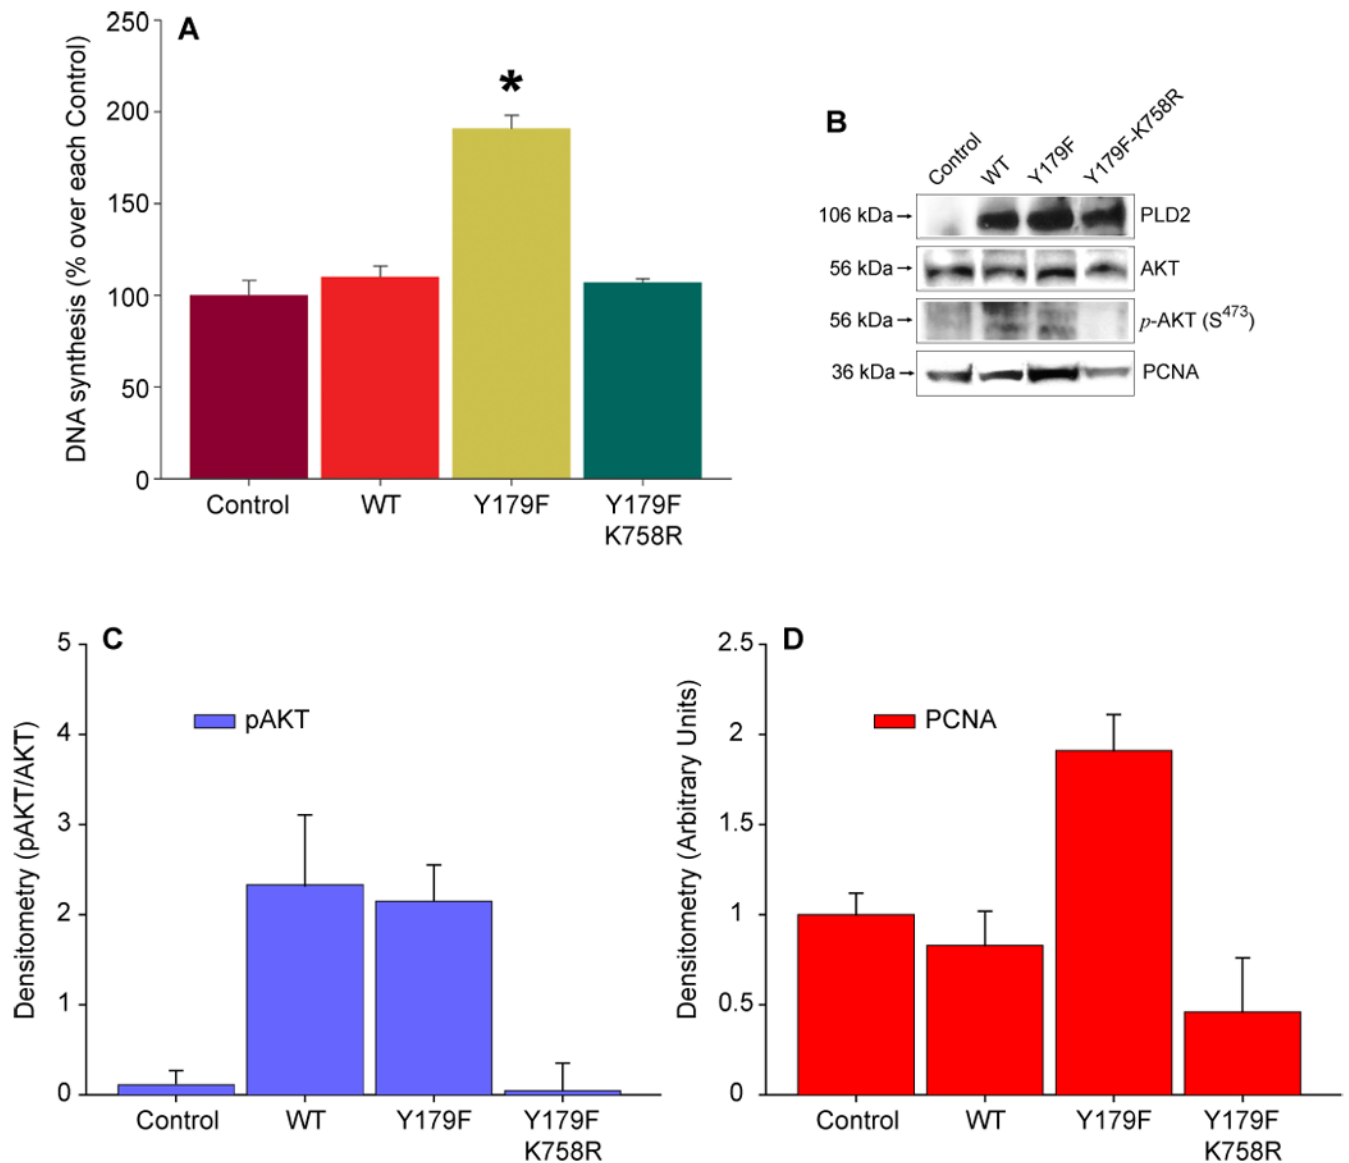 A
DNA synthesis (% over each Control)
250
200
150
100
50
0
*
Control WT Y179F Y179F
K758R
B
Control WT Y179F Y179F-K758R
106 kDa→ PLD2
56 kDa→ AKT
56 kDa→ p-AKT (S473)
36 kDa→ PCNA
C
Densitometry (pAKT/AKT)
5
4
3
2
1
0
pAKT
Control WT Y179F Y179F
K758R
D
Densitometry (Arbitrary Units)
2.5
2
1.5
1
0.5
0
PCNA
Control WT Y179F Y179F
K758R